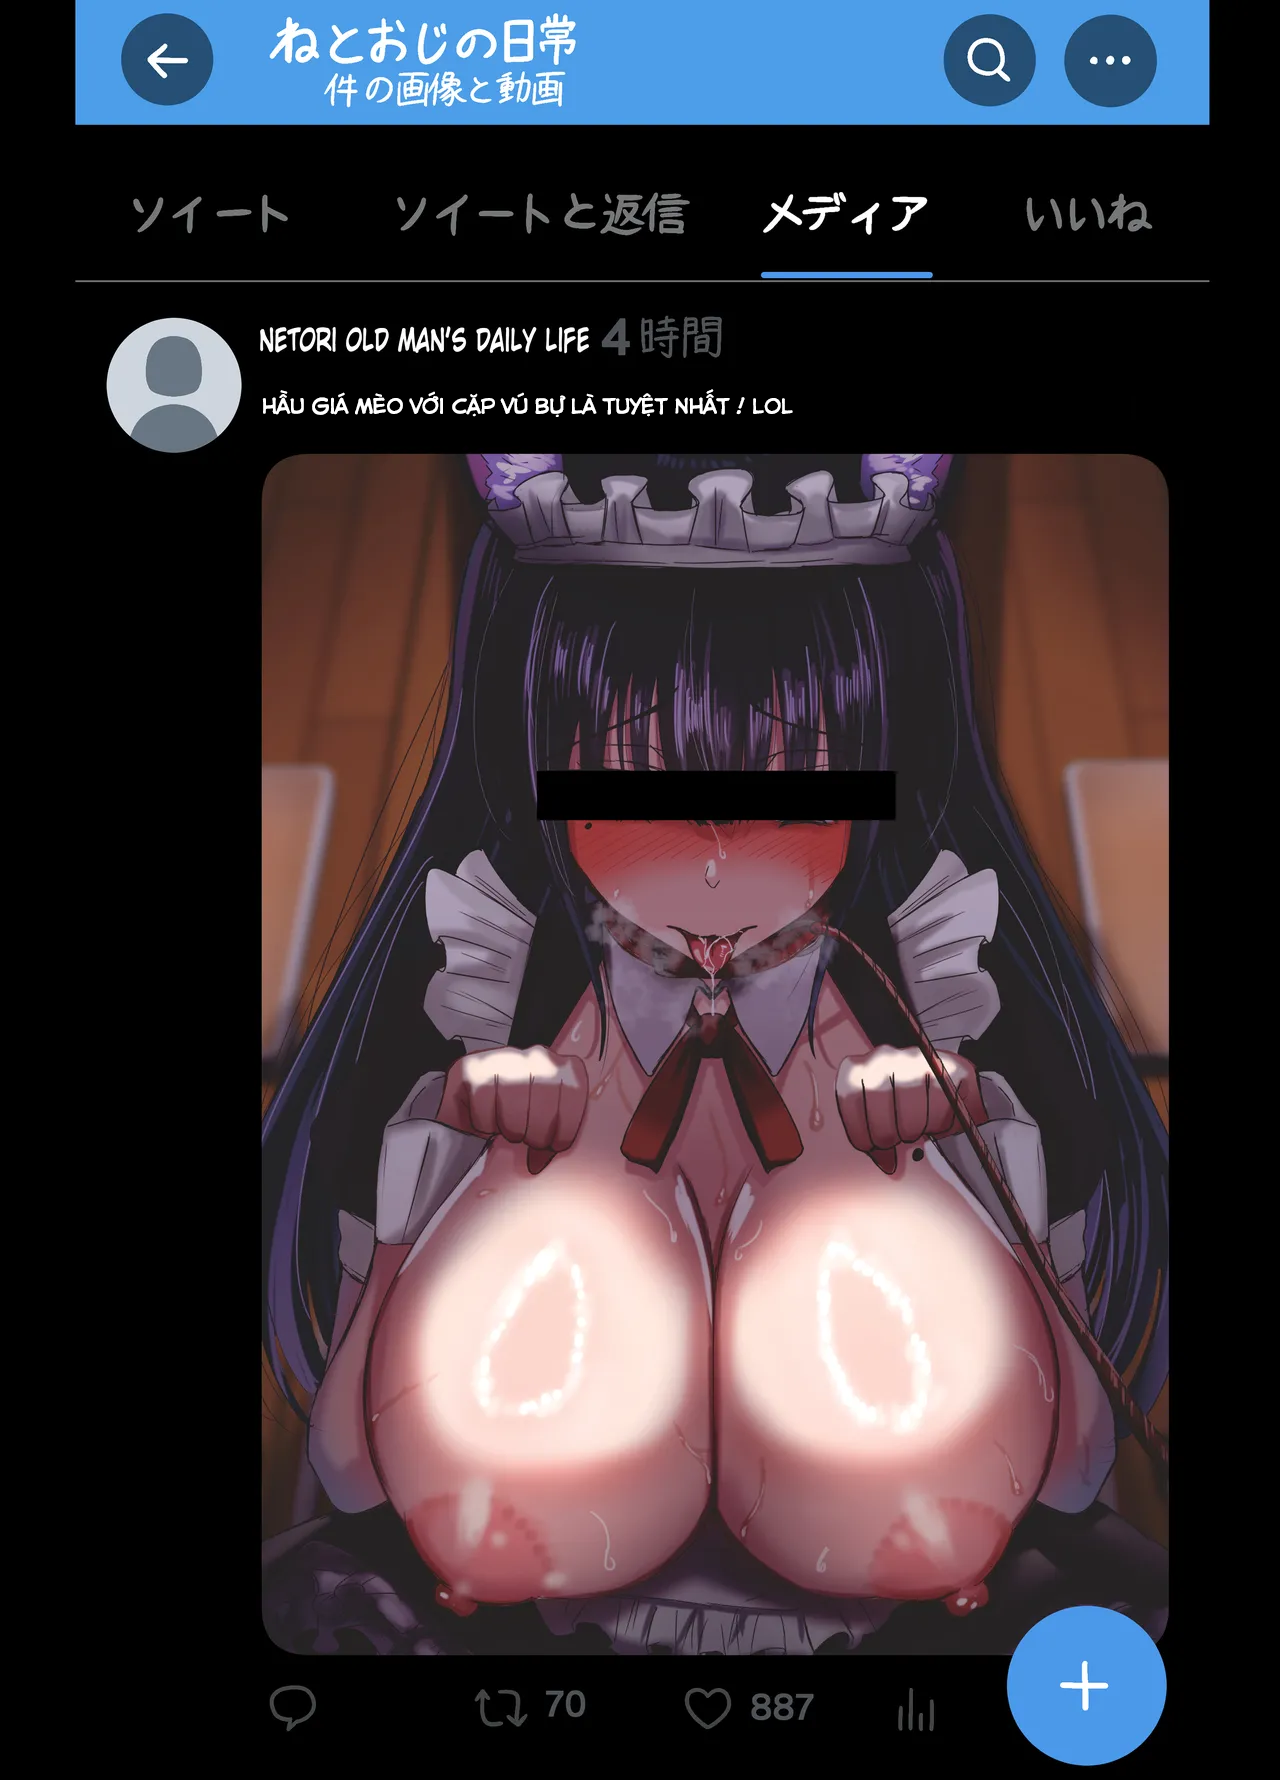 ねとおじの日常
件の画像と動画
ソイート
ソイートと返信
メディア
いいね
NETORI OLD MAN'S DAILY LIFE 4時間
HẦU GIÁ MÈO VỚI CẶP VÚ BỰ LÀ TUYỆT NHẤT ! LOL
70
887